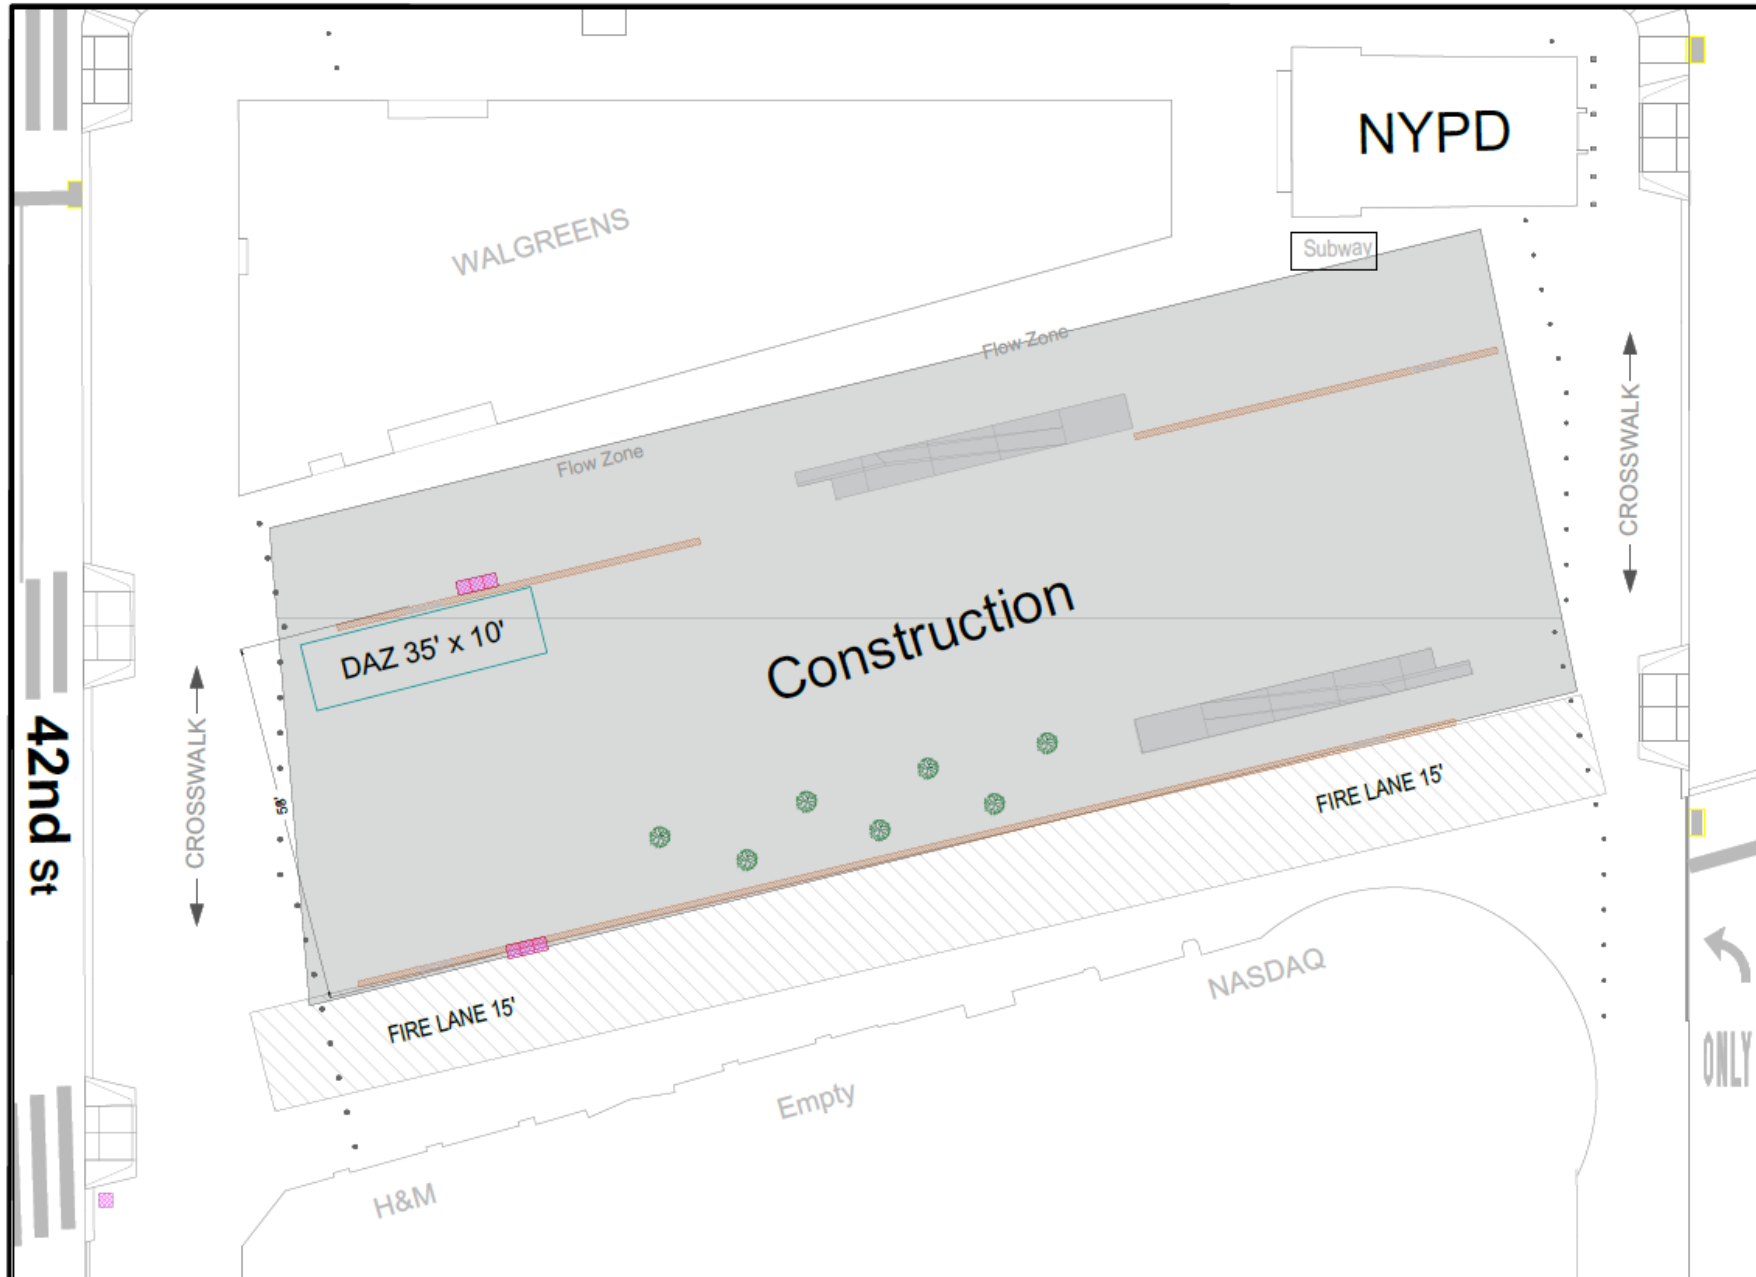 NYPD
WALGREENS
Subway
Flow Zone
Flow Zone
CROSSWALK
Construction
DAZ 35' x 10'
42nd St
CROSSWALK
FIRE LANE 15'
FIRE LANE 15'
NASDAQ
ONLY
Empty
H&M